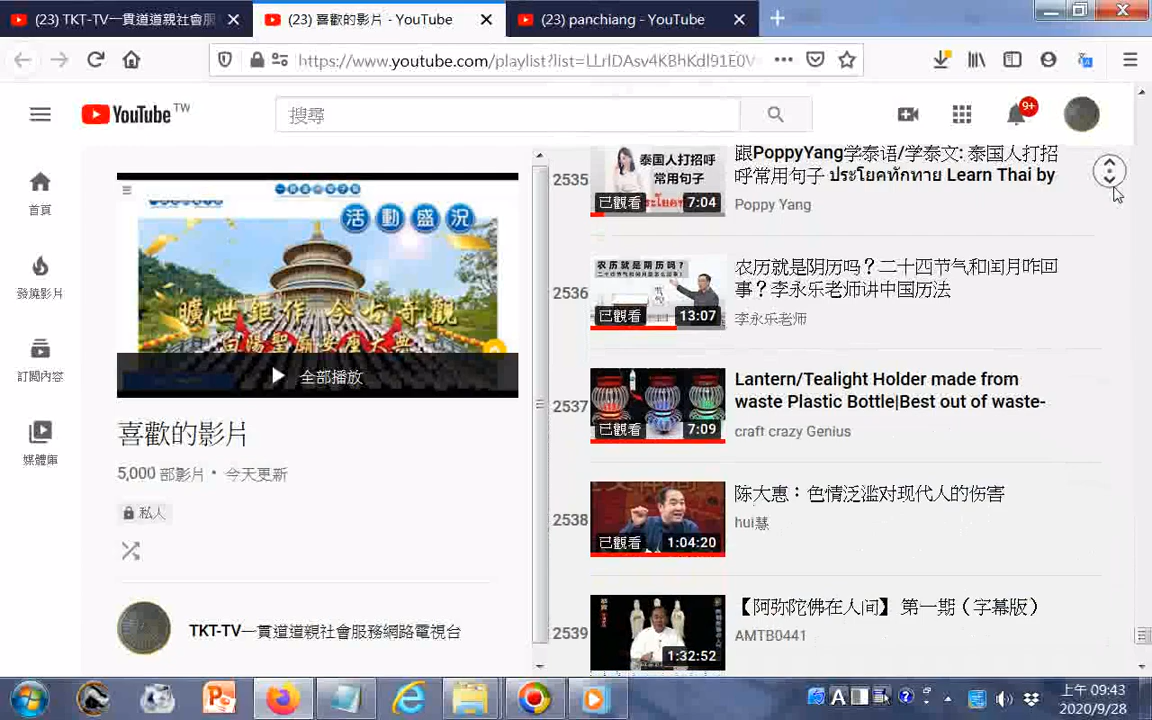 (23) TKT-TV一貫道道親社會服
(23) 喜歡的影片 - YouTube
(23) panchiang - YouTube
https://www.youtube.com/playlist?list=LLrIDAsv4KBhKdl91E0V
YouTube TW
搜尋
9+
首頁
發燒影片
訂閱內容
媒體庫
活動盛況
曠世鉅作 今古奇觀
全部播放
喜歡的影片
5,000 部影片 • 今天更新
私人
TKT-TV一貫道道親社會服務網路電視台
2535
泰国人打招呼
常用句子
已觀看
7:04
跟PoppyYang学泰语/学泰文: 泰国人打招
呼常用句子 ประโยคทักทาย Learn Thai by
Poppy Yang
2536
农历就是阴历吗?
已觀看
13:07
农历就是阴历吗？二十四节气和闰月咋回
事？李永乐老师讲中国历法
李永乐老师
2537
已觀看
7:09
Lantern/Tealight Holder made from
waste Plastic Bottle|Best out of waste-
craft crazy Genius
2538
已觀看
1:04:20
陈大惠：色情泛滥对现代人的伤害
hui慧
2539
1:32:52
【阿弥陀佛在人间】 第一期（字幕版）
AMTB0441
上午 09:43
2020/9/28